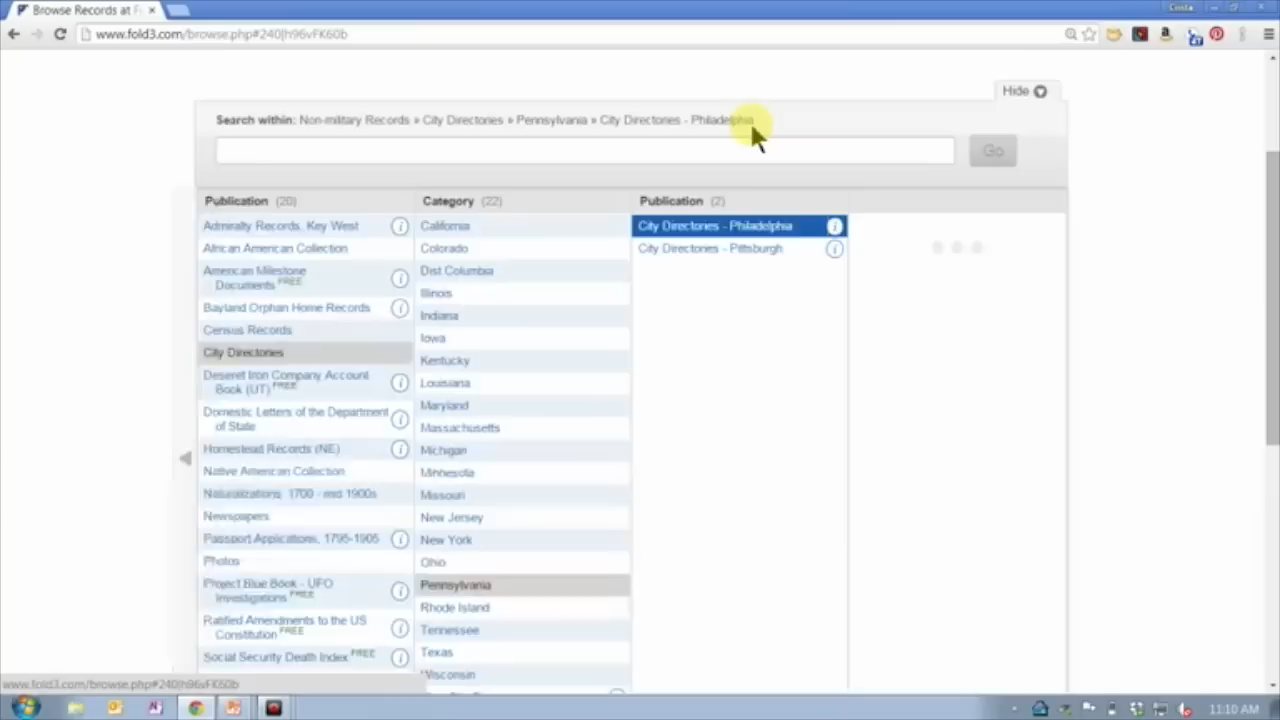 Browse Records at F
Costa
www.fold3.com/browse.php#240|h96vFK60b
Hide
Search within: Non-military Records » City Directories » Pennsylvania » City Directories - Philadelphia
Go
Publication (20)
Category (22)
Publication (2)
Admiralty Records, Key West
African American Collection
American Milestone
Documents FREE
Bayland Orphan Home Records
Census Records
City Directories
Deseret Iron Company Account
Book (UT) FREE
Domestic Letters of the Department
of State
Homestead Records (NE)
Native American Collection
Naturalizations, 1700 - mid 1900s
Newspapers
Passport Applications, 1795-1905
Photos
Project Blue Book - UFO
Investigations FREE
Ratified Amendments to the US
Constitution FREE
Social Security Death Index FREE
California
Colorado
Dist Columbia
Illinois
Indiana
Iowa
Kentucky
Louisiana
Maryland
Massachusetts
Michigan
Minnesota
Missouri
New Jersey
New York
Ohio
Pennsylvania
Rhode Island
Tennessee
Texas
Wisconsin
City Directories - Philadelphia
City Directories - Pittsburgh
www.fold3.com/browse.php#240|h96vFK60b
11:10 AM